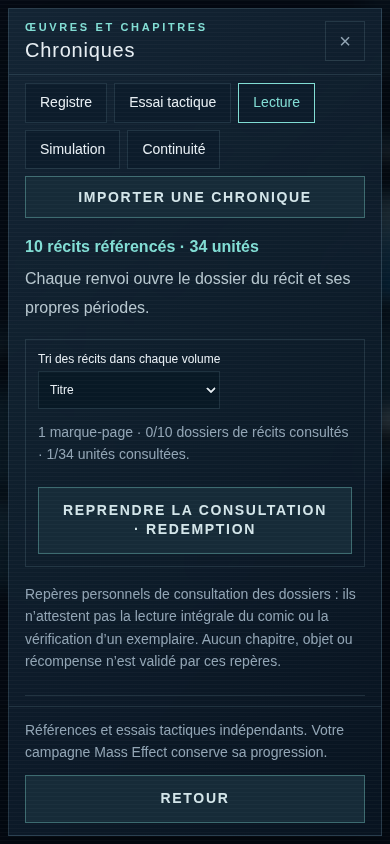 ŒUVRES ET CHAPITRES
Chroniques
×
Registre
Essai tactique
Lecture
Simulation
Continuité
IMPORTER UNE CHRONIQUE
10 récits référencés · 34 unités
Chaque renvoi ouvre le dossier du récit et ses
propres périodes.
Tri des récits dans chaque volume
Titre
1 marque-page · 0/10 dossiers de récits consultés
· 1/34 unités consultées.
REPRENDRE LA CONSULTATION
· REDEMPTION
Repères personnels de consultation des dossiers : ils
n’attestent pas la lecture intégrale du comic ou la
vérification d’un exemplaire. Aucun chapitre, objet ou
récompense n’est validé par ces repères.
Références et essais tactiques indépendants. Votre
campagne Mass Effect conserve sa progression.
RETOUR